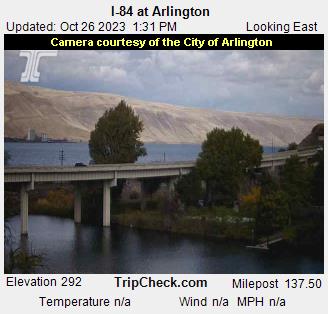 I-84 at Arlington
Updated: Oct 26 2023 1:31 PM Looking East
Camera courtesy of the City of Arlington
Elevation 292 TripCheck.com Milepost 137.50
Temperature n/a Wind n/a MPH n/a